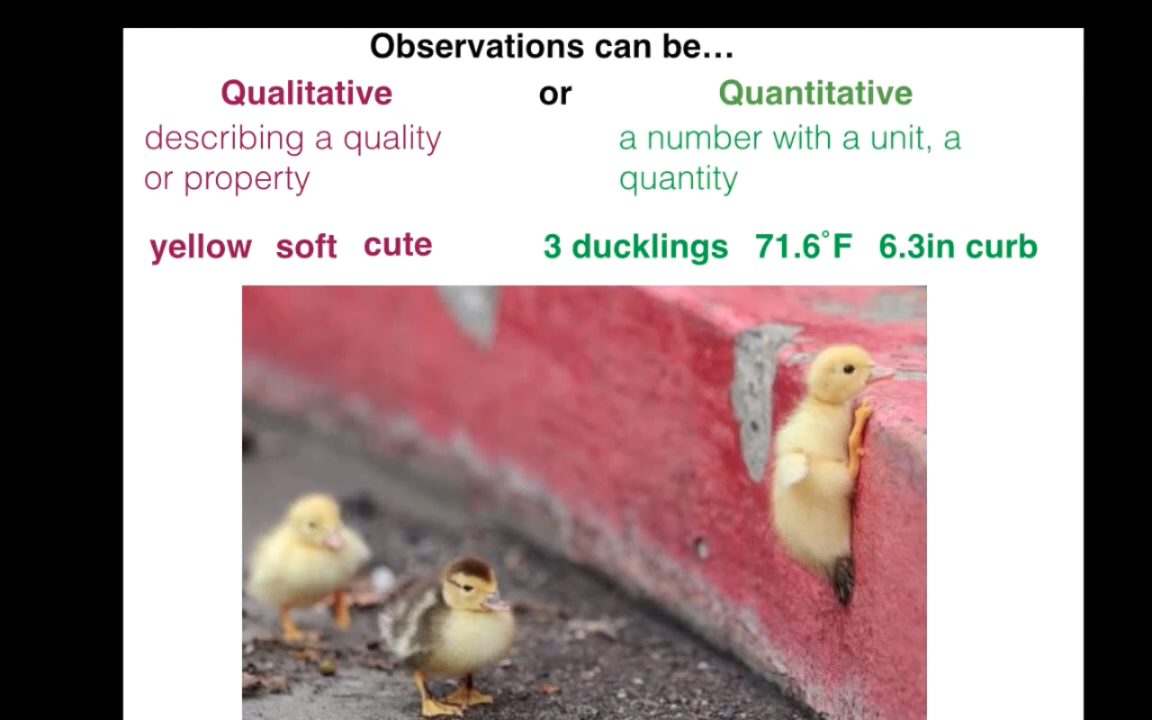 Observations can be...
Qualitative or Quantitative
describing a quality a number with a unit, a
or property quantity
yellow soft cute 3 ducklings 71.6°F 6.3in curb